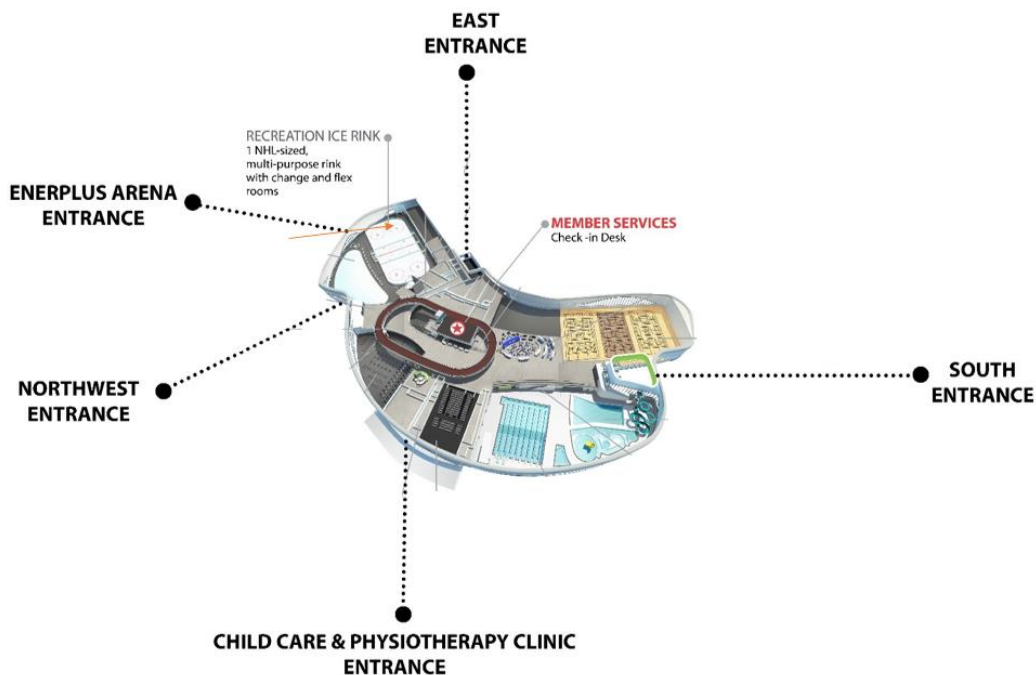 EAST
ENTRANCE
RECREATION ICE RINK
1 NHL-sized,
multi-purpose rink
with change and flex
rooms
ENERPLUS ARENA
ENTRANCE
MEMBER SERVICES
Check -in Desk
NORTHWEST
ENTRANCE
SOUTH
ENTRANCE
CHILD CARE & PHYSIOTHERAPY CLINIC
ENTRANCE